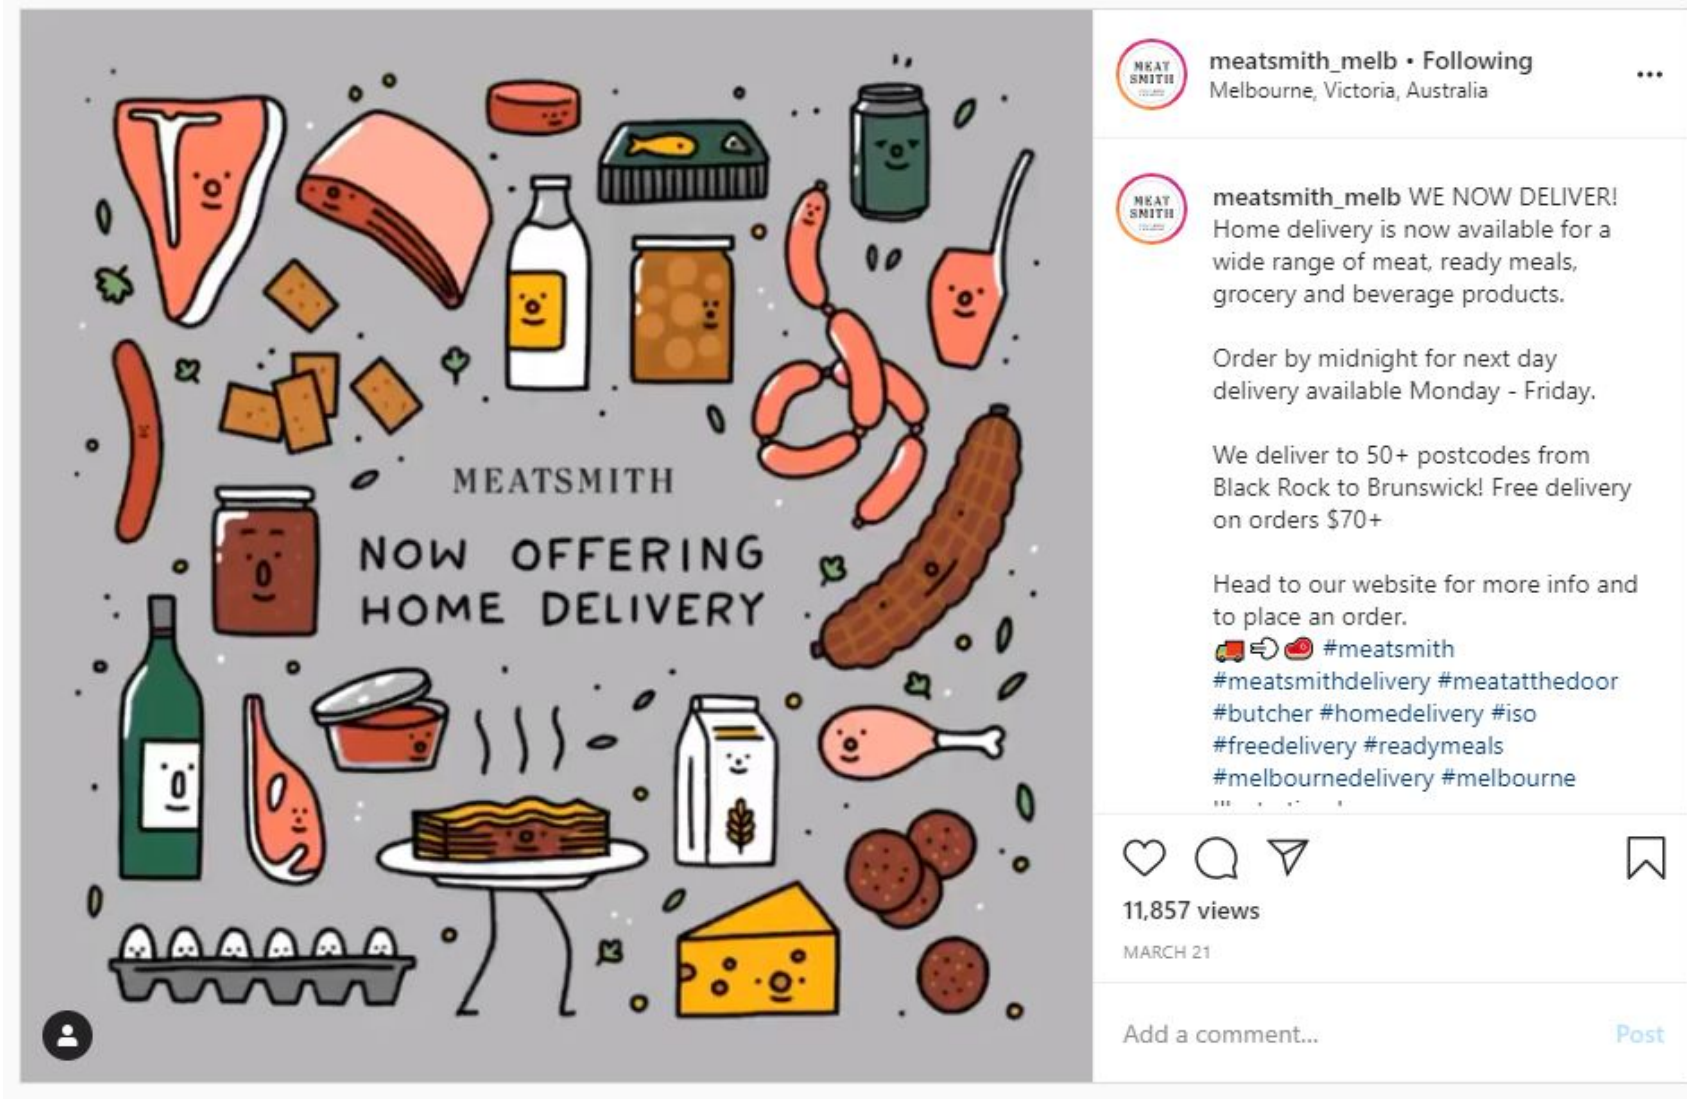 MEATSMITH
NOW OFFERING
HOME DELIVERY
MEAT
SMITH
meatsmith_melb • Following
Melbourne, Victoria, Australia
MEAT
SMITH
meatsmith_melb WE NOW DELIVER!
Home delivery is now available for a
wide range of meat, ready meals,
grocery and beverage products.
Order by midnight for next day
delivery available Monday - Friday.
We deliver to 50+ postcodes from
Black Rock to Brunswick! Free delivery
on orders $70+
Head to our website for more info and
to place an order.
🚚💨🥩 #meatsmith
#meatsmithdelivery #meatatthedoor
#butcher #homedelivery #iso
#freedelivery #readymeals
#melbournedelivery #melbourne
11,857 views
MARCH 21
Add a comment...
Post